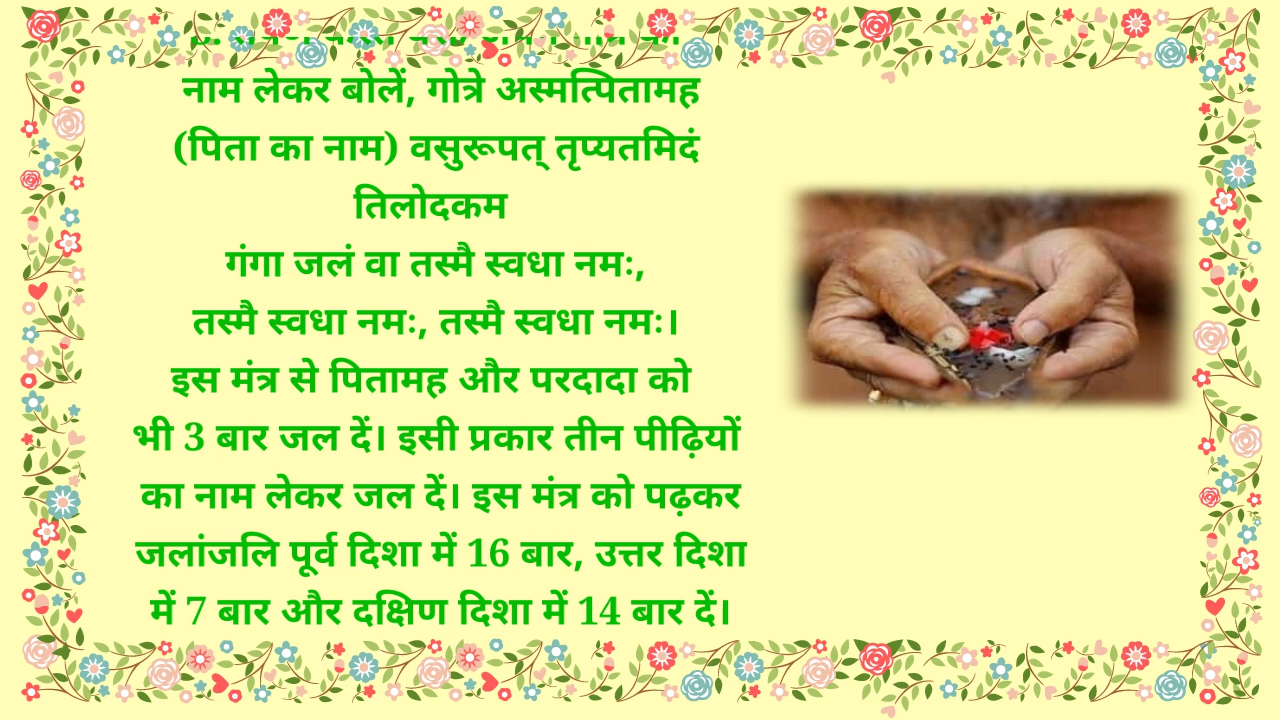 नाम लेकर बोलें, गोत्रे अस्मत्पितामह
(पिता का नाम) वसुरूपत् तृप्यतमिदं
तिलोदकम
गंगा जलं वा तस्मै स्वधा नमः,
तस्मै स्वधा नमः, तस्मै स्वधा नमः।
इस मंत्र से पितामह और परदादा को
भी 3 बार जल दें। इसी प्रकार तीन पीढ़ियों
का नाम लेकर जल दें। इस मंत्र को पढ़कर
जलांजलि पूर्व दिशा में 16 बार, उत्तर दिशा
में 7 बार और दक्षिण दिशा में 14 बार दें।